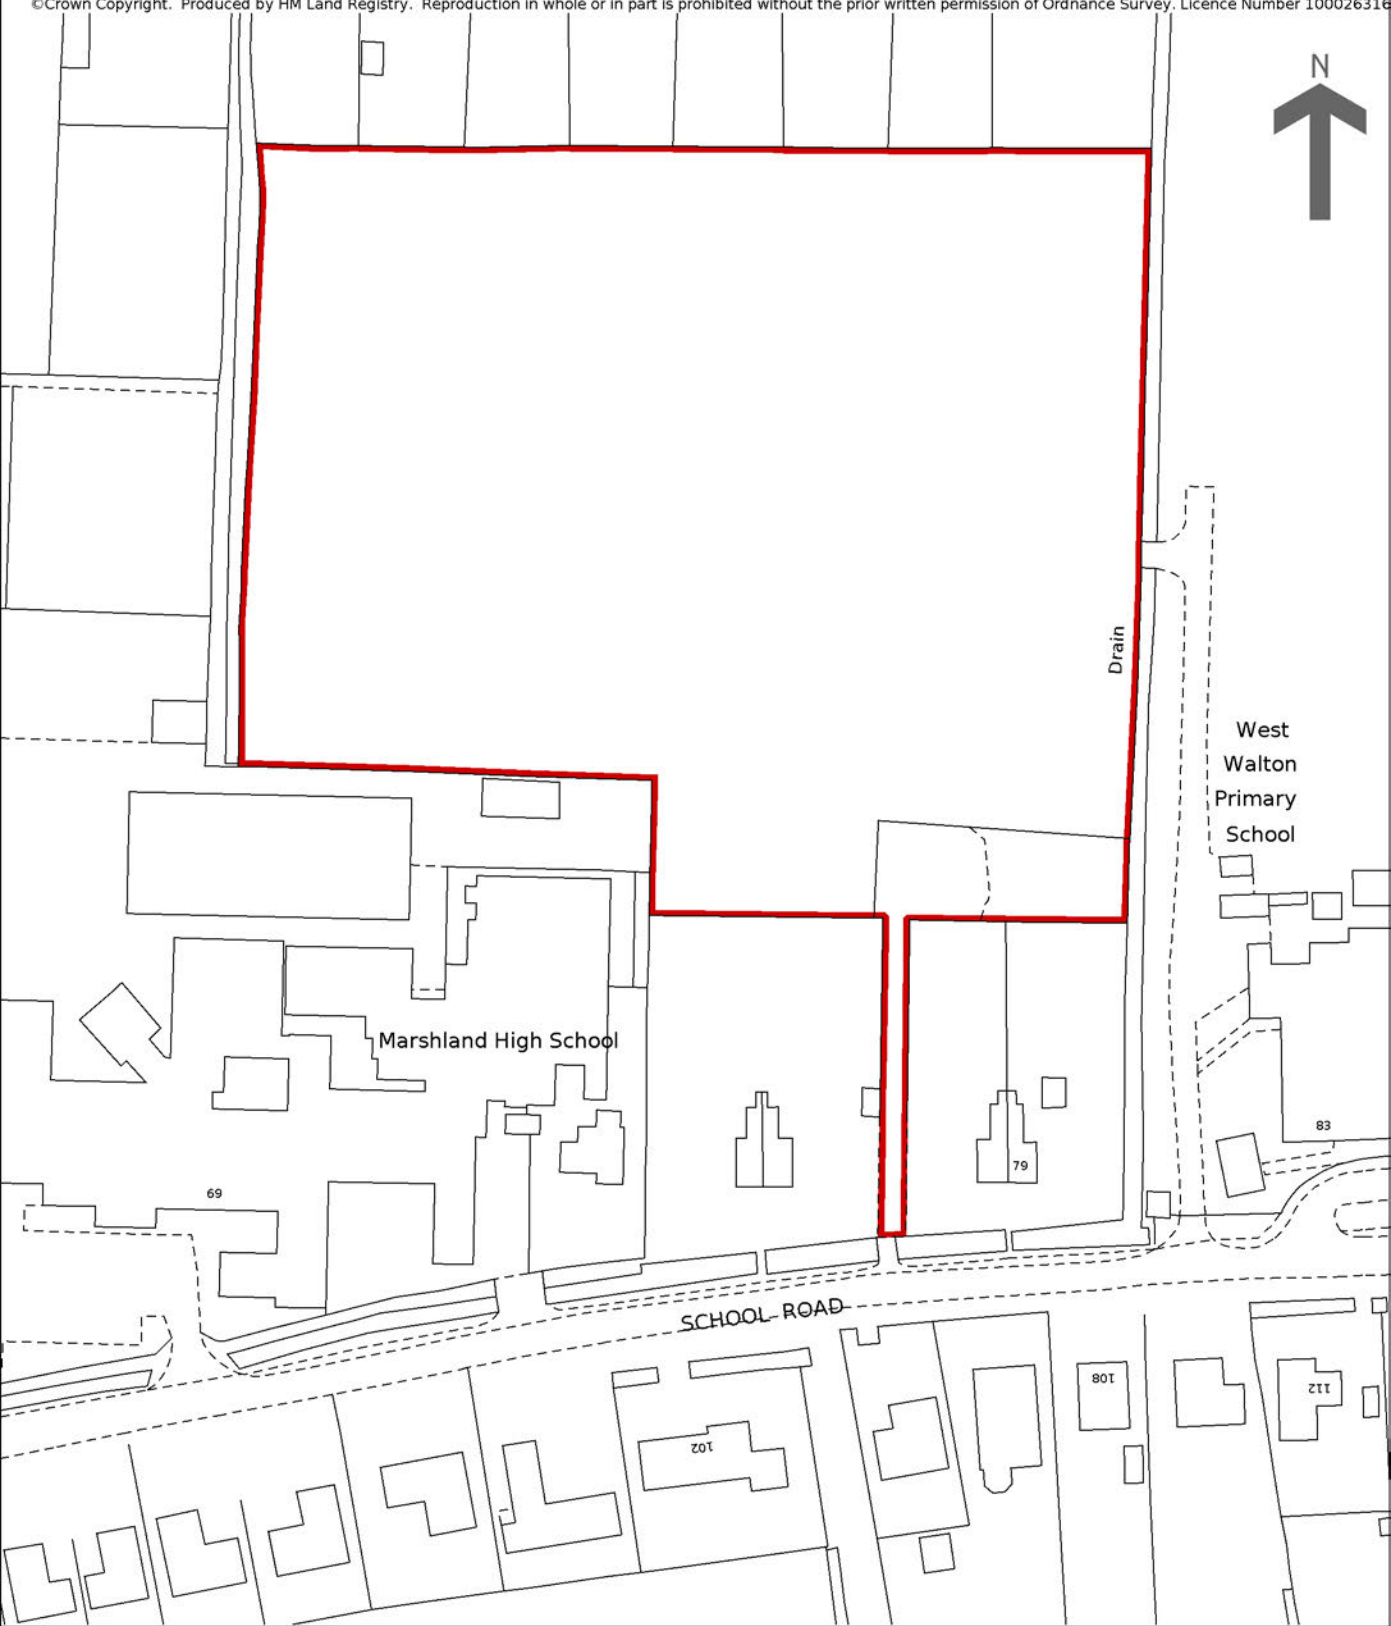 ©Crown Copyright. Produced by HM Land Registry. Reproduction in whole or in part is prohibited without the prior written permission of Ordnance Survey. Licence Number 100026316
N
Drain
West
Walton
Primary
School
Marshland High School
83
79
69
SCHOOL ROAD
108
112
102